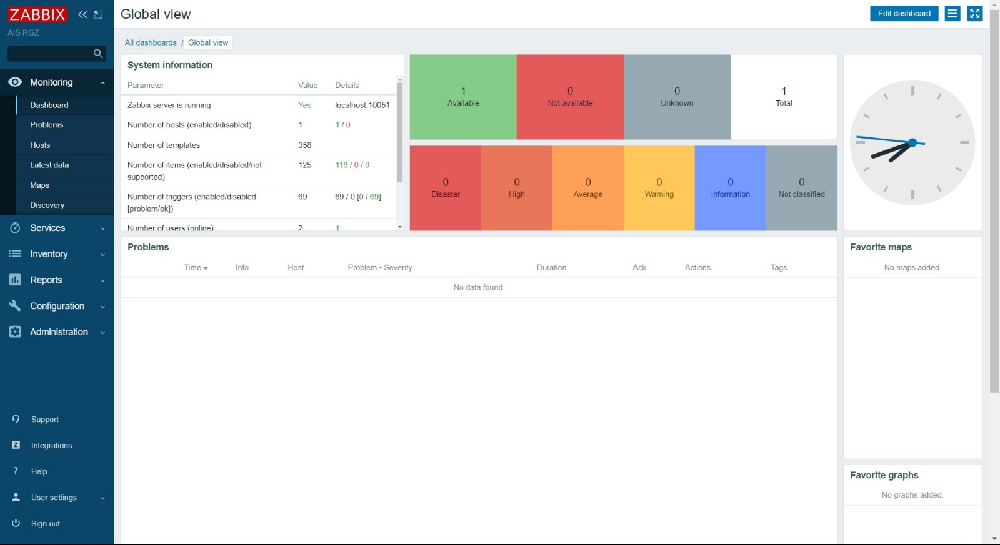 ZABBIX
AIS RGZ
Monitoring
Dashboard
Problems
Hosts
Latest data
Maps
Discovery
Services
Inventory
Reports
Configuration
Administration
Support
Z Integrations
? Help
User settings
Sign out
Global view
Edit dashboard
All dashboards / Global view
System information
Parameter Value Details
Zabbix server is running Yes localhost:10051
Number of hosts (enabled/disabled) 1 1 / 0
Number of templates 358
Number of items (enabled/disabled/not 125 116 / 0 / 9
supported)
Number of triggers (enabled/disabled 69 69 / 0 [0 / 69]
[problem/ok])
Number of users (online) 2 1
1 0 0 1
Available Not available Unknown Total
0 0 0 0 0 0
Disaster High Average Warning Information Not classified
Problems
Time ▼ Info Host Problem • Severity Duration Ack Actions Tags
No data found.
Favorite maps
No maps added.
Favorite graphs
No graphs added.